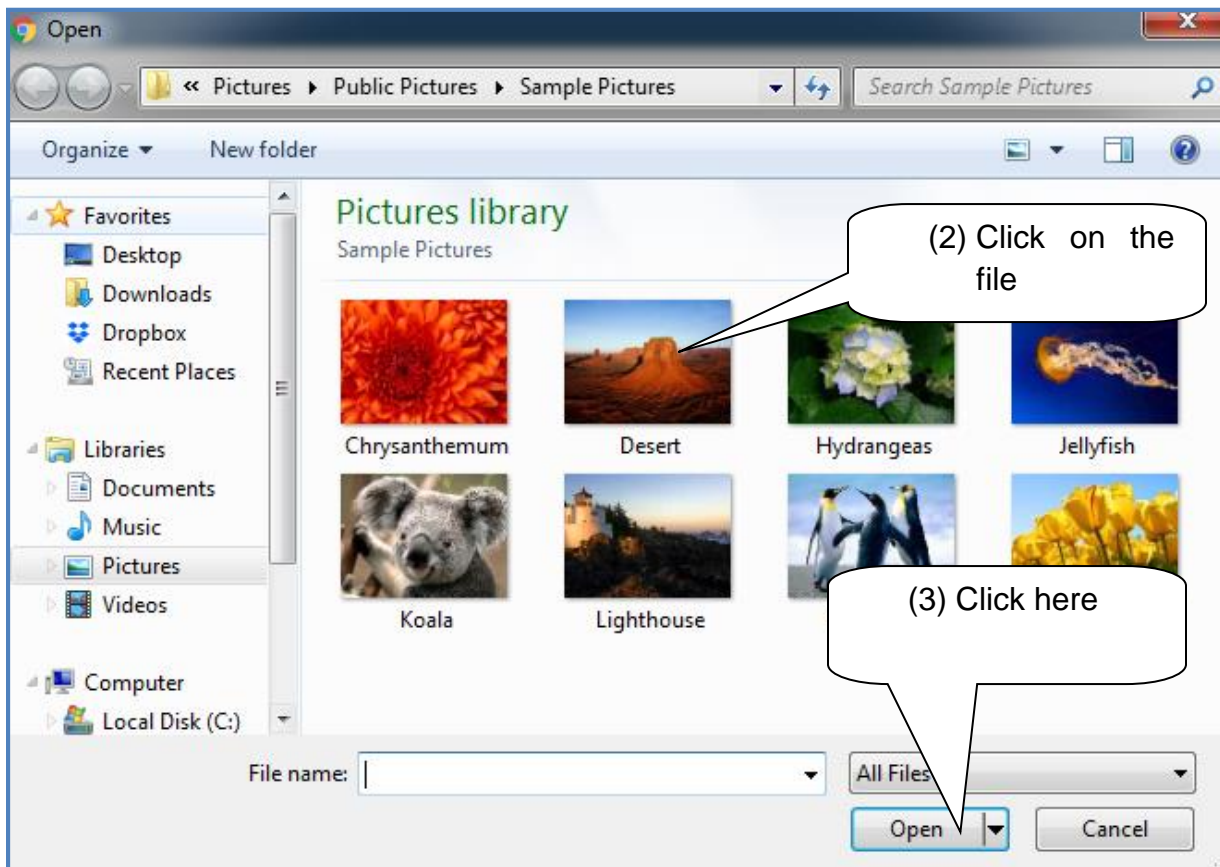 Open
« Pictures ▸ Public Pictures ▸ Sample Pictures
Search Sample Pictures
Organize
New folder
Favorites
Desktop
Downloads
Dropbox
Recent Places
Libraries
Documents
Music
Pictures
Videos
Computer
Local Disk (C:)
Pictures library
Sample Pictures
(2) Click on the
file
Chrysanthemum
Desert
Hydrangeas
Jellyfish
Koala
Lighthouse
(3) Click here
File name:
All Files
Open
Cancel